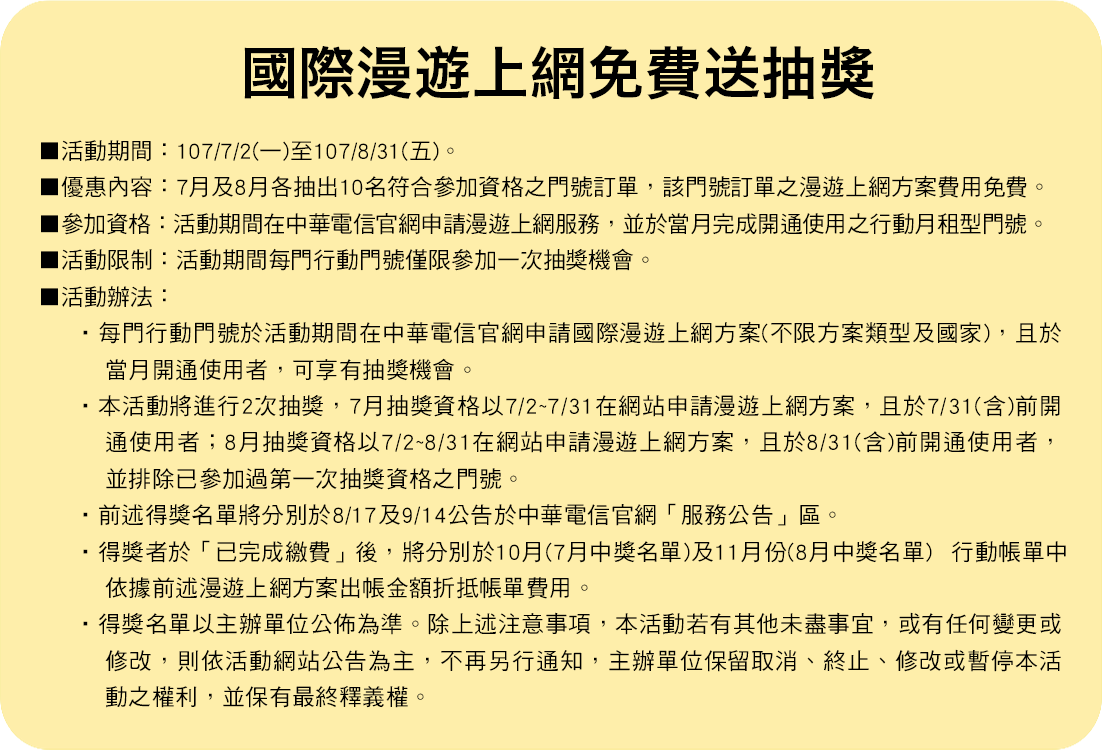 國際漫遊上網免費送抽獎
■活動期間：107/7/2(一)至107/8/31(五)。
■優惠內容：7月及8月各抽出10名符合參加資格之門號訂單，該門號訂單之漫遊上網方案費用免費。
■參加資格：活動期間在中華電信官網申請漫遊上網服務，並於當月完成開通使用之行動月租型門號。
■活動限制：活動期間每門行動門號僅限參加一次抽獎機會。
■活動辦法：
・每門行動門號於活動期間在中華電信官網申請國際漫遊上網方案(不限方案類型及國家)，且於
當月開通使用者，可享有抽獎機會。
・本活動將進行2次抽獎，7月抽獎資格以7/2~7/31在網站申請漫遊上網方案，且於7/31(含)前開
通使用者；8月抽獎資格以7/2~8/31在網站申請漫遊上網方案，且於8/31(含)前開通使用者，
並排除已參加過第一次抽獎資格之門號。
・前述得獎名單將分別於8/17及9/14公告於中華電信官網「服務公告」區。
・得獎者於「已完成繳費」後，將分別於10月(7月中獎名單)及11月份(8月中獎名單) 行動帳單中
依據前述漫遊上網方案出帳金額折抵帳單費用。
・得獎名單以主辦單位公佈為準。除上述注意事項，本活動若有其他未盡事宜，或有任何變更或
修改，則依活動網站公告為主，不再另行通知，主辦單位保留取消、終止、修改或暫停本活
動之權利，並保有最終釋義權。